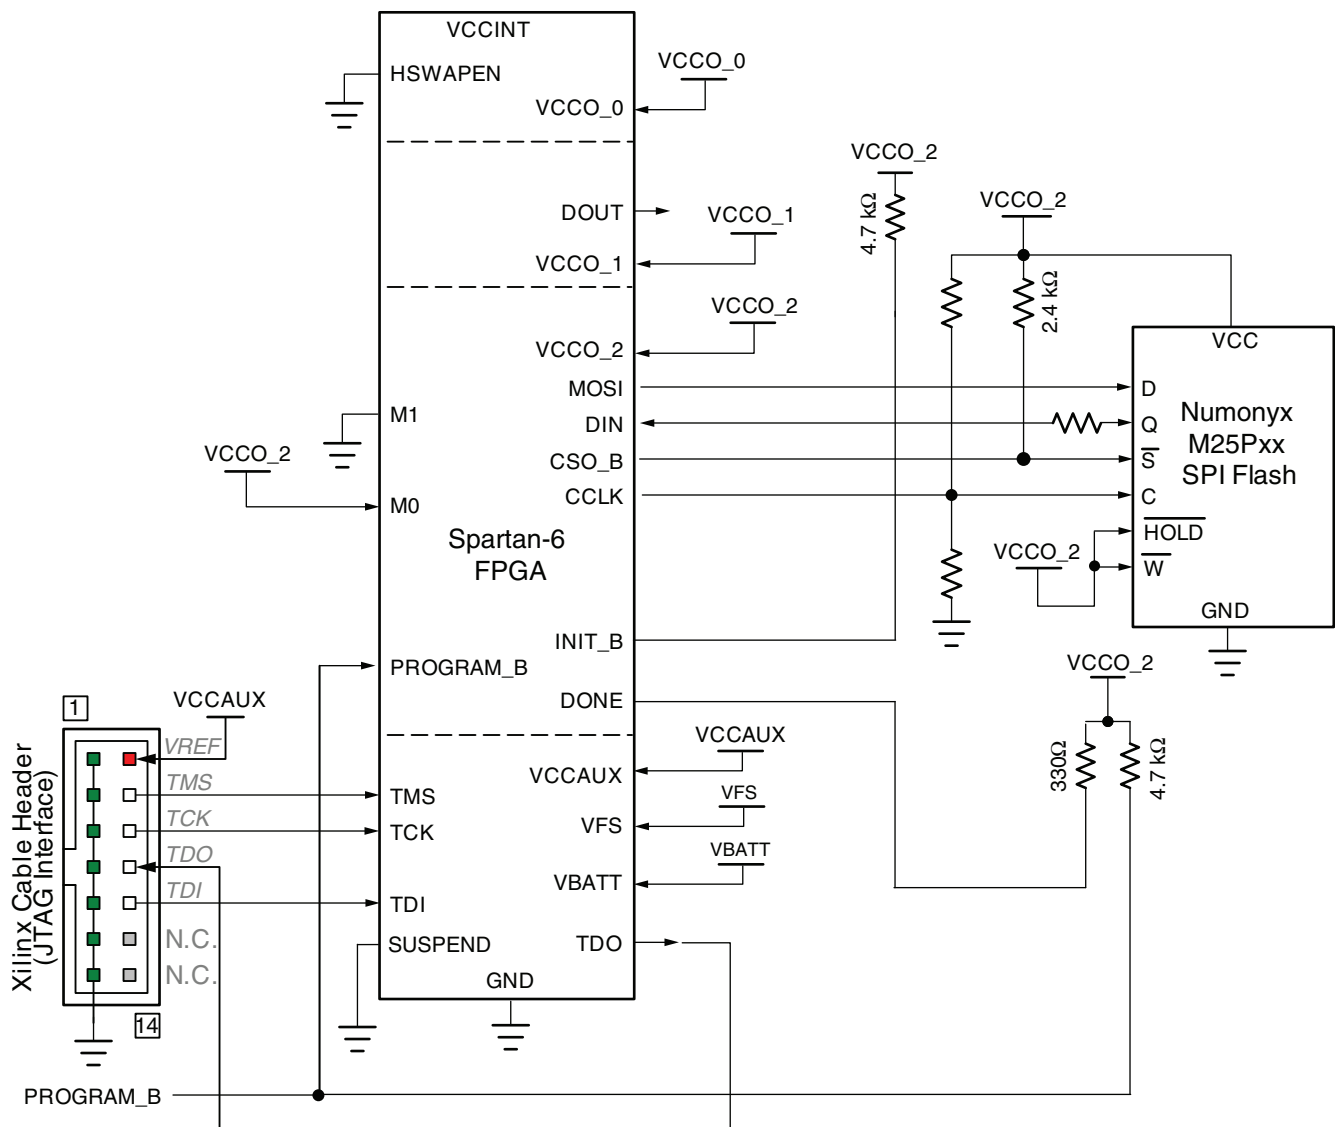 VCCINT
HSWAPEN
VCCO_0
VCCO_0
DOUT
VCCO_1
VCCO_1
VCCO_2
VCCO_2
MOSI
DIN
CSO_B
CCLK
M1
VCCO_2
M0
Spartan-6
FPGA
INIT_B
PROGRAM_B
DONE
VCCAUX
VCCAUX
VFS
VFS
VBATT
VBATT
TMS
TCK
TDI
SUSPEND
TDO
GND
VCCO_2
4.7 kΩ
VCCO_2
2.4 kΩ
VCC
D
Q
S
C
HOLD
W
GND
Numonyx
M25Pxx
SPI Flash
VCCO_2
VCCO_2
330Ω
4.7 kΩ
1
VCCAUX
VREF
TMS
TCK
TDO
TDI
N.C.
N.C.
14
Xilinx Cable Header
(JTAG Interface)
PROGRAM_B